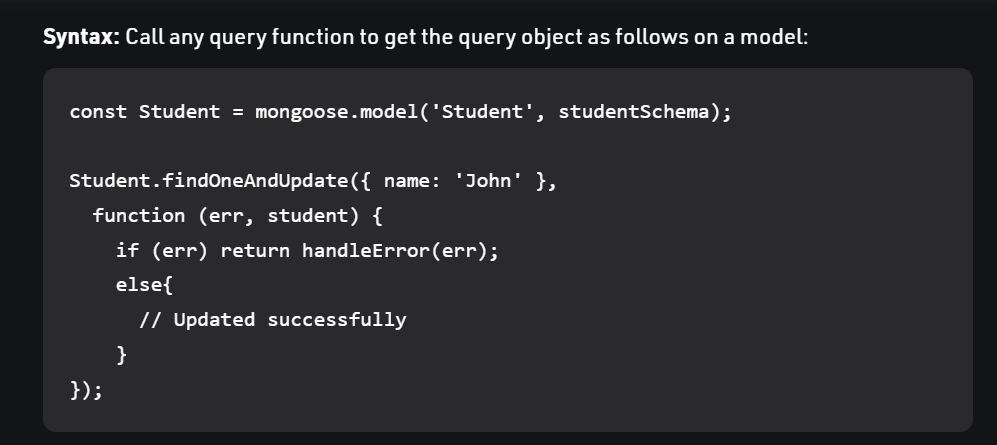 Syntax: Call any query function to get the query object as follows on a model:
const Student = mongoose.model('Student', studentSchema);
Student.findOneAndUpdate({ name: 'John' },
  function (err, student) {
    if (err) return handleError(err);
    else{
      // Updated successfully
    }
});